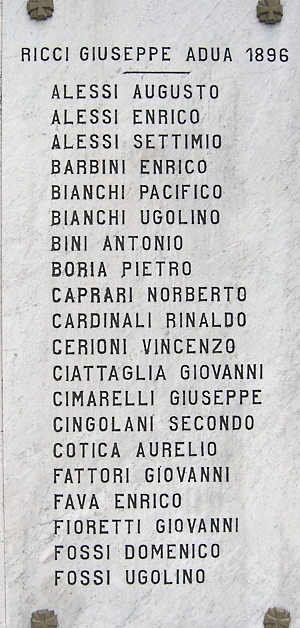 RICCI GIUSEPPE ADUA 1896
ALESSI AUGUSTO
ALESSI ENRICO
ALESSI SETTIMIO
BARBINI ENRICO
BIANCHI PACIFICO
BIANCHI UGOLINO
BINI ANTONIO
BORIA PIETRO
CAPRARI NORBERTO
CARDINALI RINALDO
CERIONI VINCENZO
CIATTAGLIA GIOVANNI
CIMARELLI GIUSEPPE
CINGOLANI SECONDO
COTICA AURELIO
FATTORI GIOVANNI
FAVA ENRICO
FIORETTI GIOVANNI
FOSSI DOMENICO
FOSSI UGOLINO